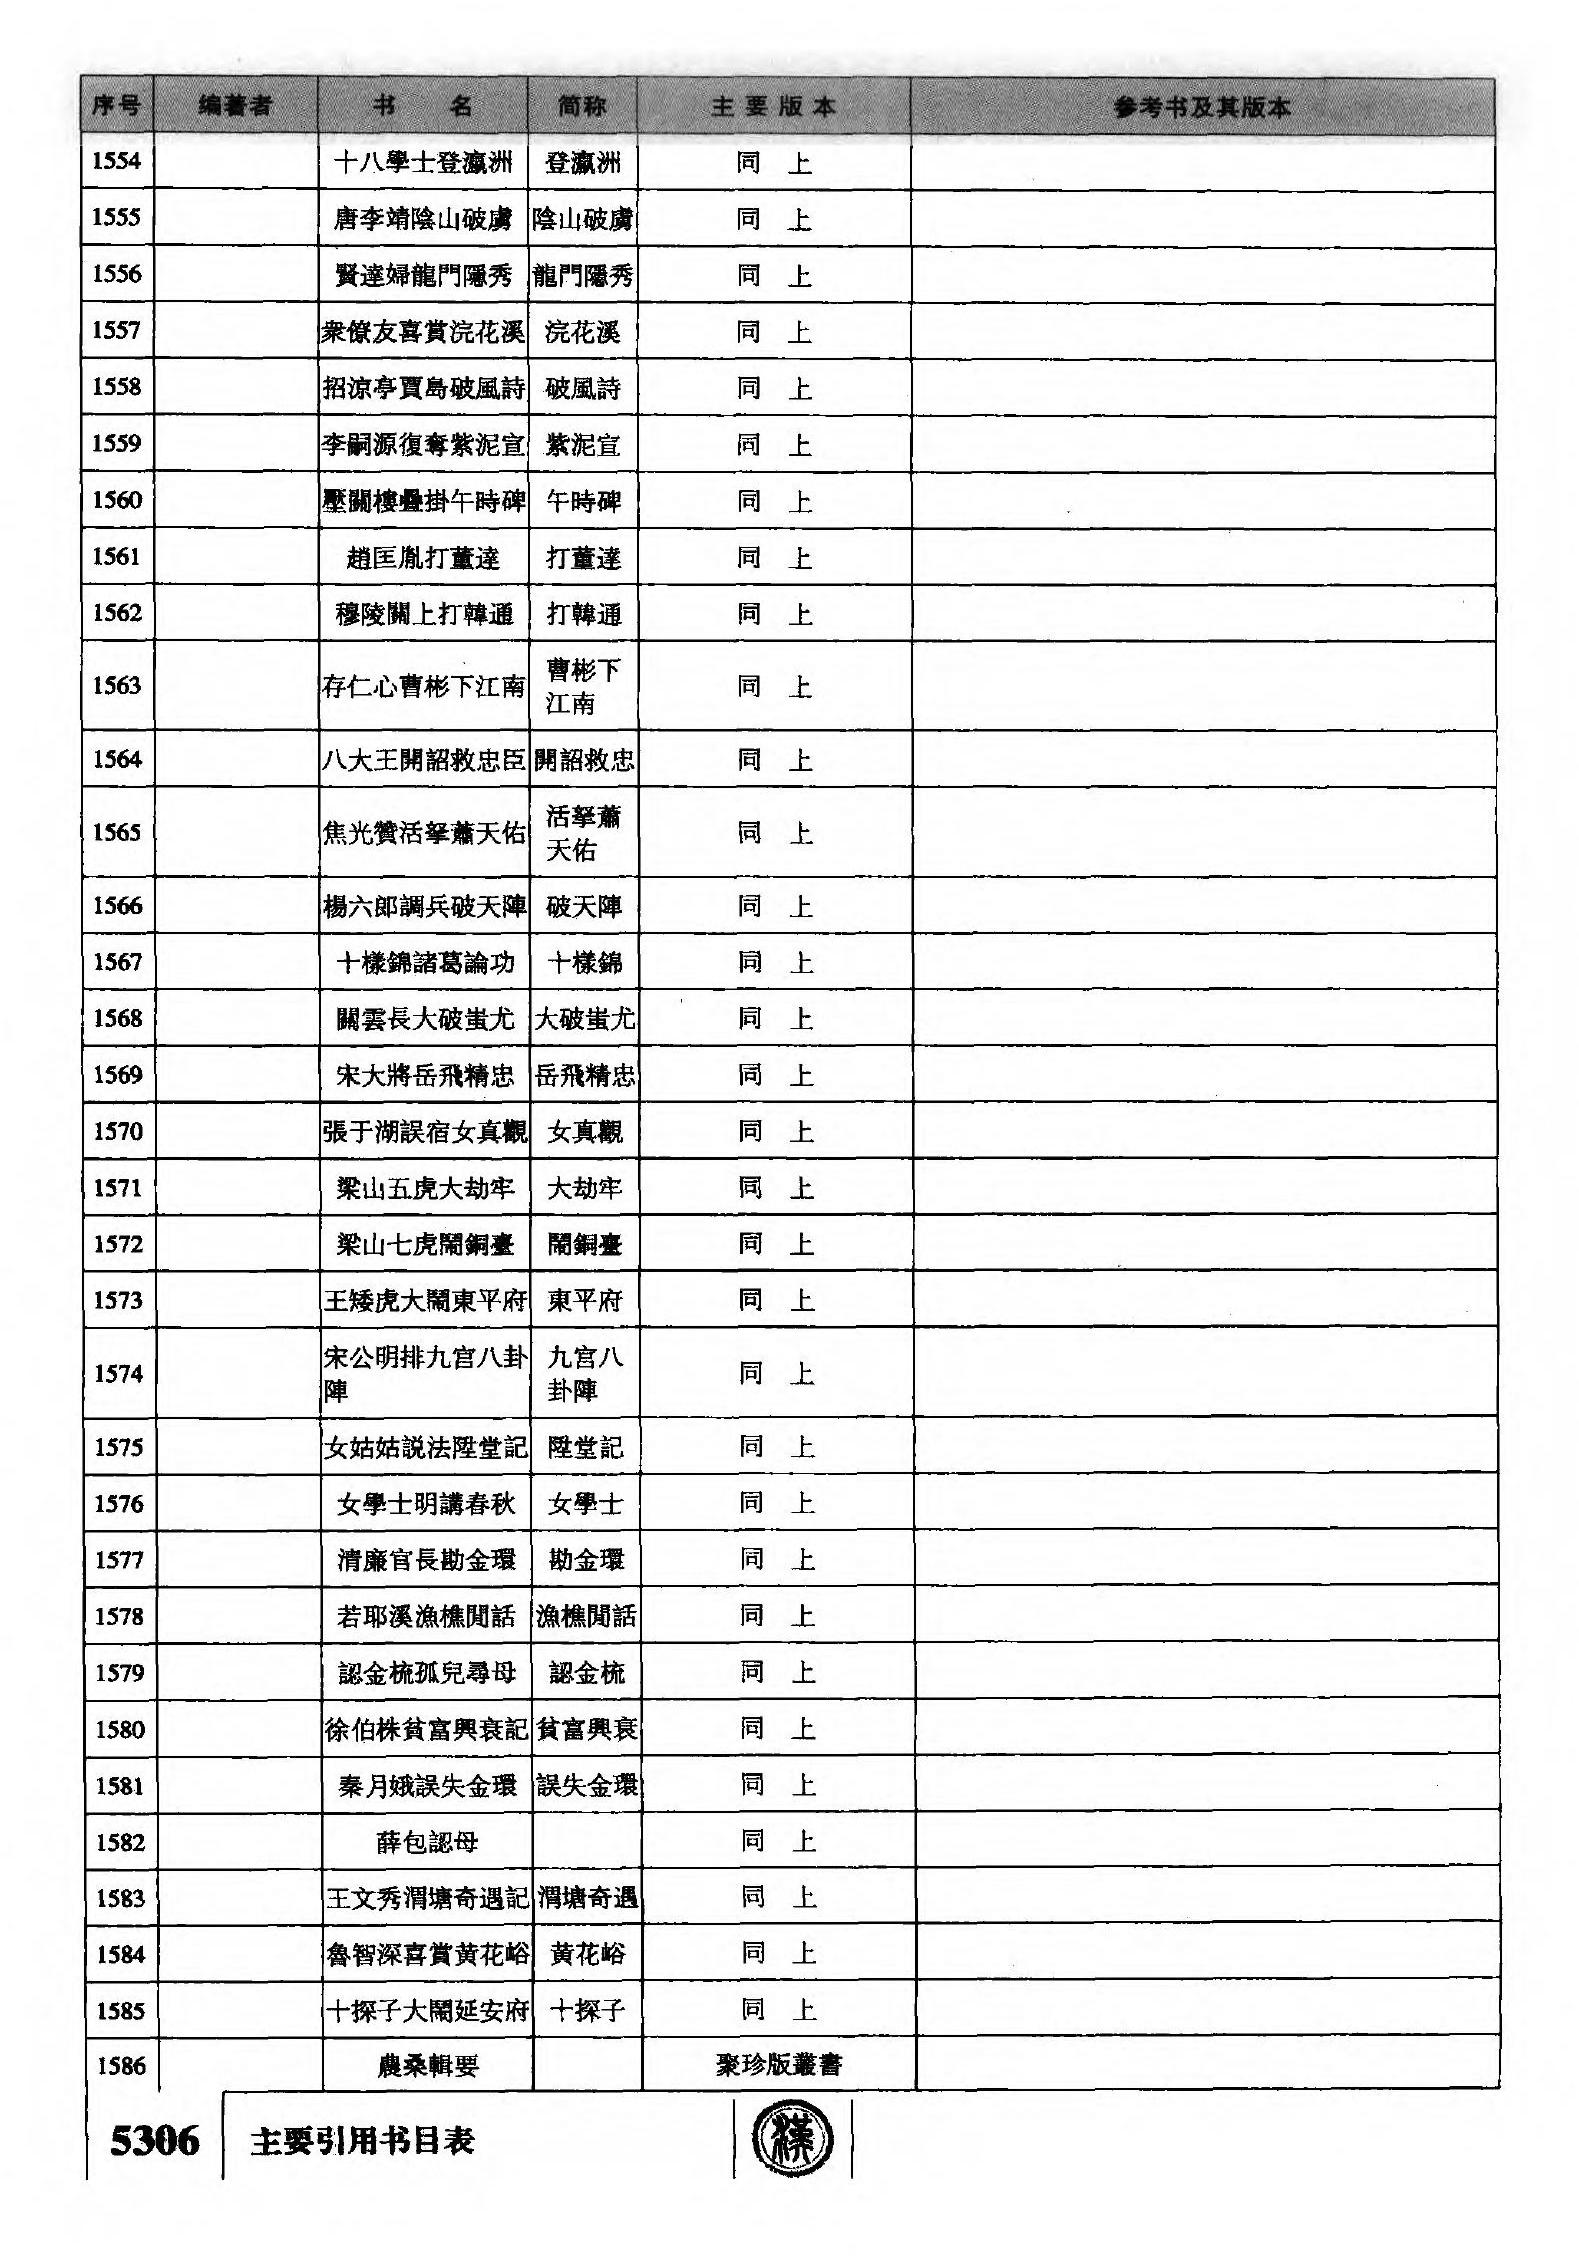 序号 编著者 书 名 简称 主要版本 参考书及其版本
1554 十八學士登瀛洲 登瀛洲 同 上
1555 唐李靖陰山破虜 陰山破虜 同 上
1556 賢達婦龍門隱秀 龍門隱秀 同 上
1557 衆僚友喜賞浣花溪 浣花溪 同 上
1558 招涼亭賈島破風詩 破風詩 同 上
1559 李嗣源復奪紫泥宣 紫泥宣 同 上
1560 壓關樓疊掛午時碑 午時碑 同 上
1561 趙匡胤打董達 打董達 同 上
1562 穆陵關上打韓通 打韓通 同 上
1563 存仁心曹彬下江南 曹彬下
江南 同 上
1564 八大王開詔救忠臣 開詔救忠 同 上
1565 焦光贊活拏蕭天佑 活拏蕭
天佑 同 上
1566 楊六郎調兵破天陣 破天陣 同 上
1567 十樣錦諸葛論功 十樣錦 同 上
1568 關雲長大破蚩尤 大破蚩尤 同 上
1569 宋大將岳飛精忠 岳飛精忠 同 上
1570 張于湖誤宿女真觀 女真觀 同 上
1571 梁山五虎大劫牢 大劫牢 同 上
1572 梁山七虎鬧銅臺 鬧銅臺 同 上
1573 王矮虎大鬧東平府 東平府 同 上
1574 宋公明排九宫八卦
陣 九宫八
卦陣 同 上
1575 女姑姑説法陞堂記 陞堂記 同 上
1576 女學士明講春秋 女學士 同 上
1577 清廉官長勘金環 勘金環 同 上
1578 若耶溪漁樵閒話 漁樵閒話 同 上
1579 認金梳孤兒尋母 認金梳 同 上
1580 徐伯株貧富興衰記 貧富興衰 同 上
1581 秦月娥誤失金環 誤失金環 同 上
1582 薛包認母 同 上
1583 王文秀渭塘奇遇記 渭塘奇遇 同 上
1584 魯智深喜賞黄花峪 黄花峪 同 上
1585 十探子大鬧延安府 十探子 同 上
1586 農桑輯要 聚珍版叢書
5306 主要引用书目表
漢